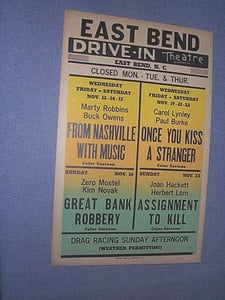 EAST BEND
DRIVE-IN Theatre
EAST BEND, N. C.
CLOSED MON. - TUE. & THUR.
WEDNESDAY
FRIDAY & SATURDAY
NOV. 12 - 14 - 15
Marty Robbins
Buck Owens
FROM NASHVILLE
WITH MUSIC
Color Cartoon
WEDNESDAY
FRIDAY & SATURDAY
NOV. 19 - 21 - 22
Carol Lynley
Paul Burke
ONCE YOU KISS
A STRANGER
Color Cartoon
SUNDAY NOV. 16
Zero Mostel
Kim Novak
GREAT BANK
ROBBERY
Color Cartoon
SUNDAY NOV. 23
Joan Hackett
Herbert Lom
ASSIGNMENT
TO KILL
Color Cartoon
DRAG RACING SUNDAY AFTERNOON
(WEATHER PERMITTING)